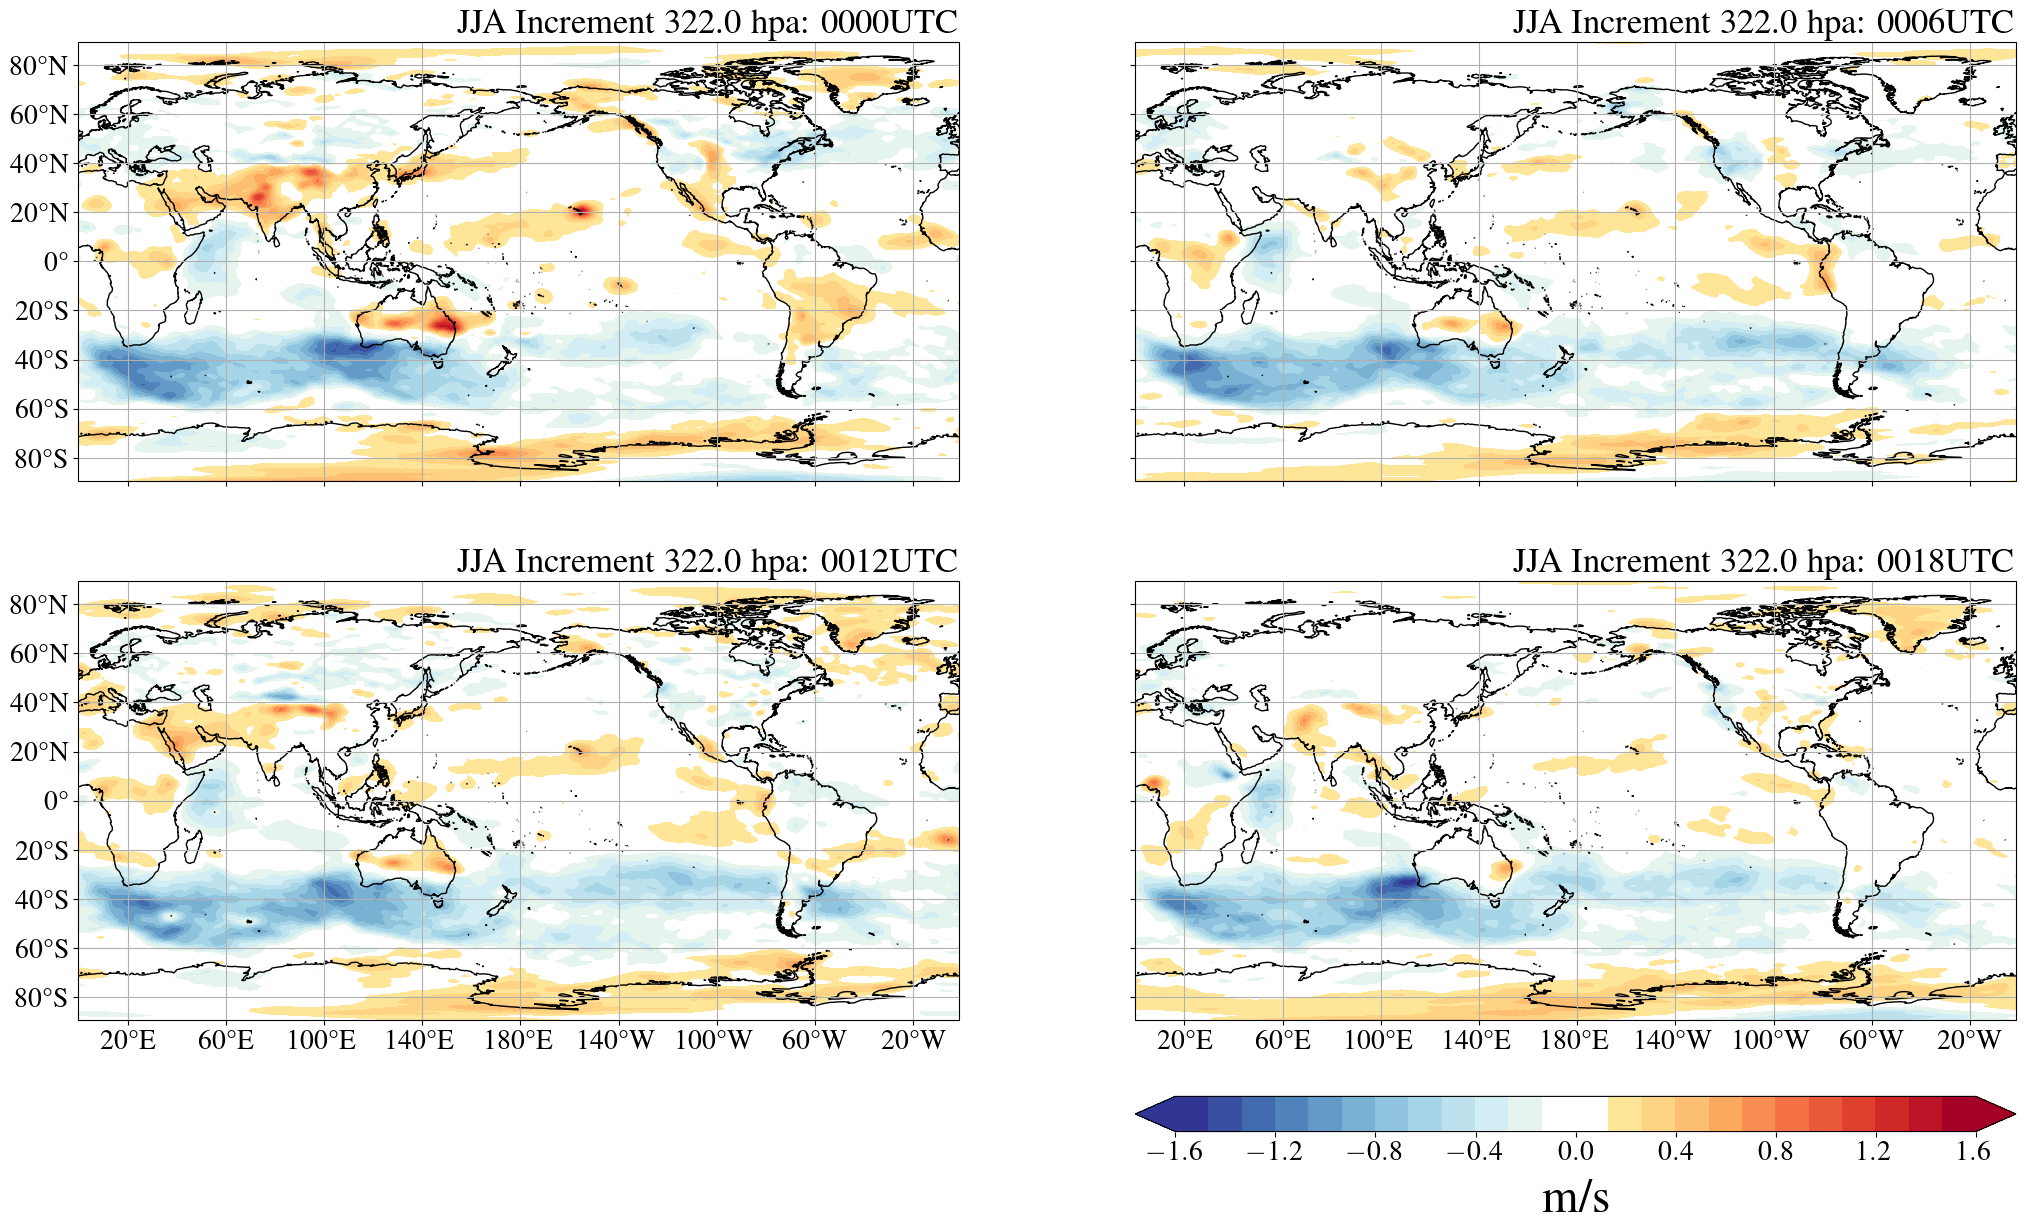 JJA Increment 322.0 hpa: 0000UTC
JJA Increment 322.0 hpa: 0006UTC
80°N
60°N
40°N
20°N
0°
20°S
40°S
60°S
80°S
JJA Increment 322.0 hpa: 0012UTC
JJA Increment 322.0 hpa: 0018UTC
80°N
60°N
40°N
20°N
0°
20°S
40°S
60°S
80°S
20°E 60°E 100°E 140°E 180°E 140°W 100°W 60°W 20°W
20°E 60°E 100°E 140°E 180°E 140°W 100°W 60°W 20°W
−1.6 −1.2 −0.8 −0.4 0.0 0.4 0.8 1.2 1.6
m/s